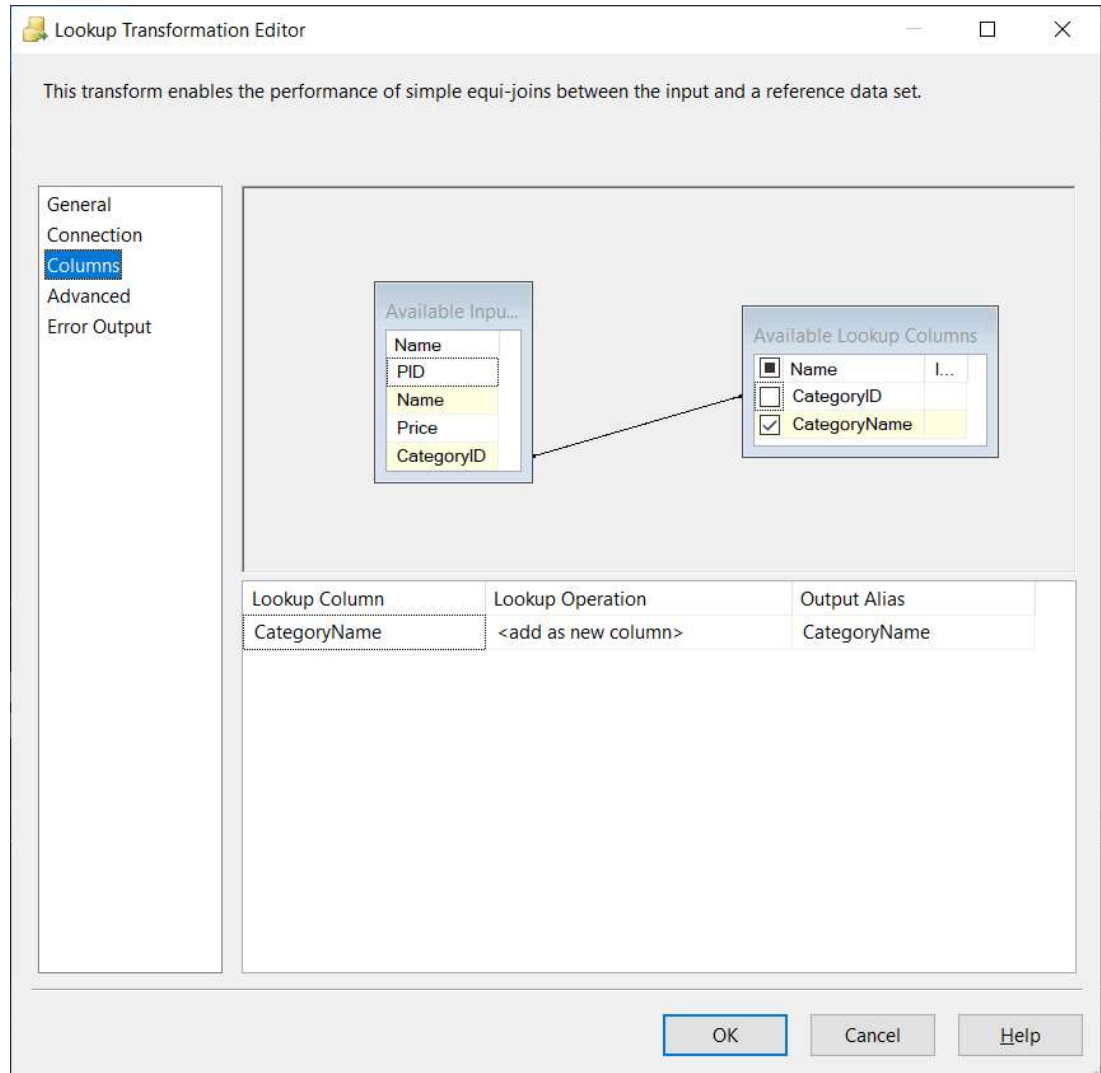 Lookup Transformation Editor
This transform enables the performance of simple equi-joins between the input and a reference data set.
General
Connection
Columns
Advanced
Error Output
Available Inpu...
Name
PID
Name
Price
CategoryID
Available Lookup Columns
Name I...
CategoryID
CategoryName
Lookup Column Lookup Operation Output Alias
CategoryName <add as new column> CategoryName
OK Cancel Help